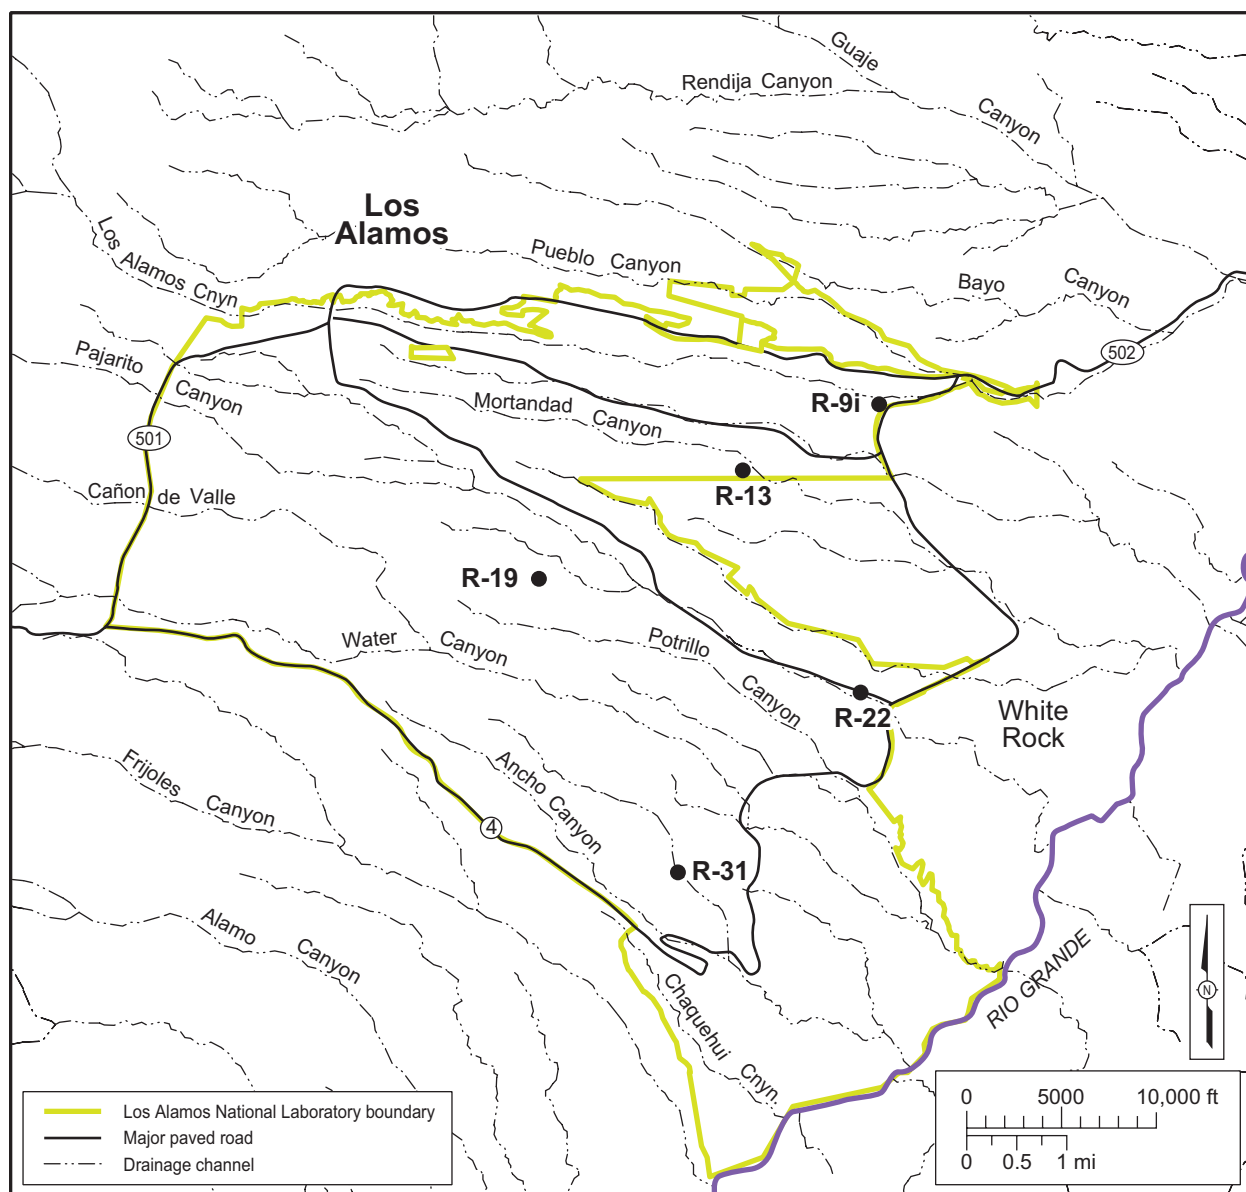 Guaje
Canyon
Rendija Canyon
Los
Alamos
Los Alamos Cnyn
Pueblo Canyon
Bayo Canyon
502
Pajarito
Canyon
Mortandad
Canyon
R-9i
501
R-13
Cañon de Valle
R-19
Water Canyon
Potrillo
Canyon
R-22
White
Rock
Ancho Canyon
Frijoles Canyon
4
R-31
Alamo Canyon
Chaquehui
Cnyn.
RIO GRANDE
N
Los Alamos National Laboratory boundary
Major paved road
Drainage channel
0 5000 10,000 ft
0 0.5 1 mi